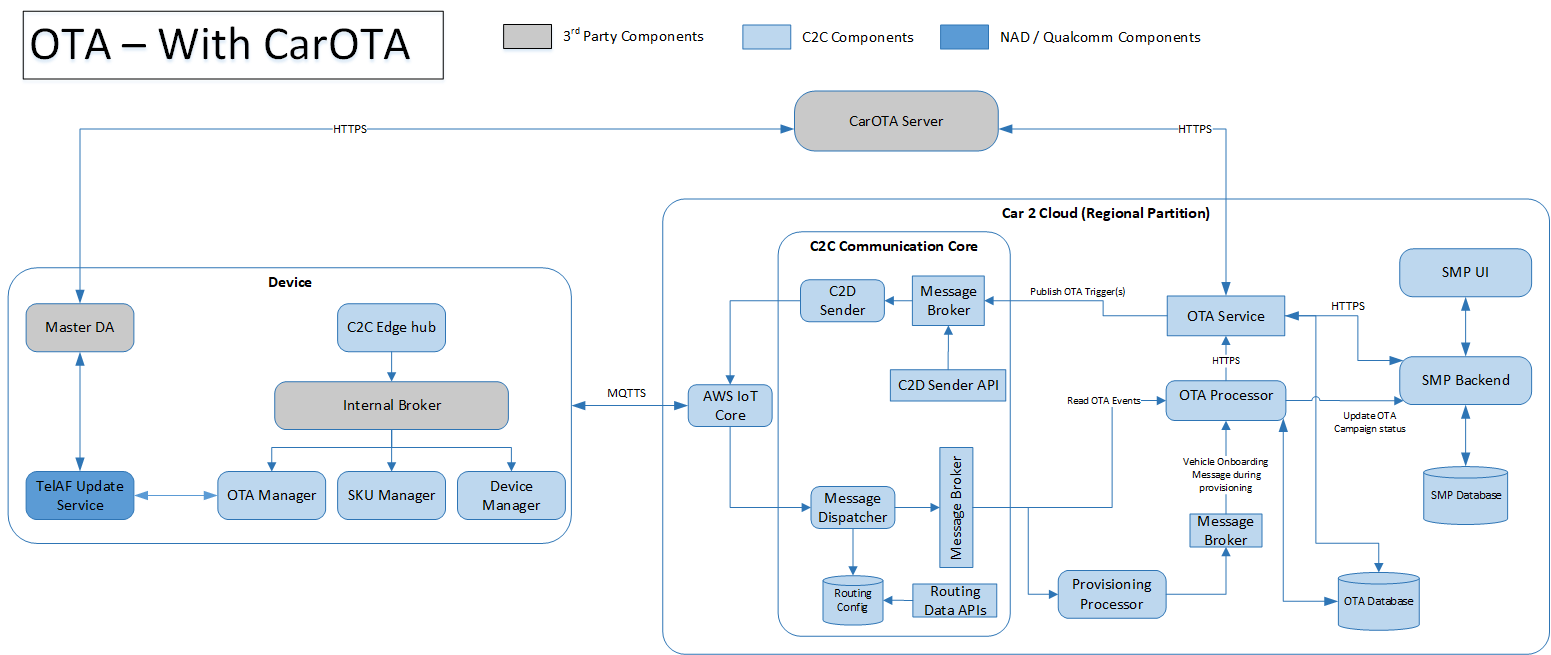 OTA – With CarOTA
3rd Party Components
C2C Components
NAD / Qualcomm Components
CarOTA Server
HTTPS
HTTPS
Car 2 Cloud (Regional Partition)
C2C Communication Core
Device
Master DA
C2C Edge hub
Internal Broker
TelAF Update
Service
OTA Manager
SKU Manager
Device
Manager
MQTTS
AWS IoT
Core
C2D
Sender
Message
Broker
C2D Sender API
Message
Dispatcher
Message Broker
Routing
Config
Routing
Data APIs
Publish OTA Trigger(s)
OTA Service
HTTPS
HTTPS
Read OTA Events
OTA Processor
Update OTA
Campaign status
Vehicle Onboarding
Message during
provisioning
Message
Broker
Provisioning
Processor
SMP UI
SMP Backend
SMP Database
OTA Database